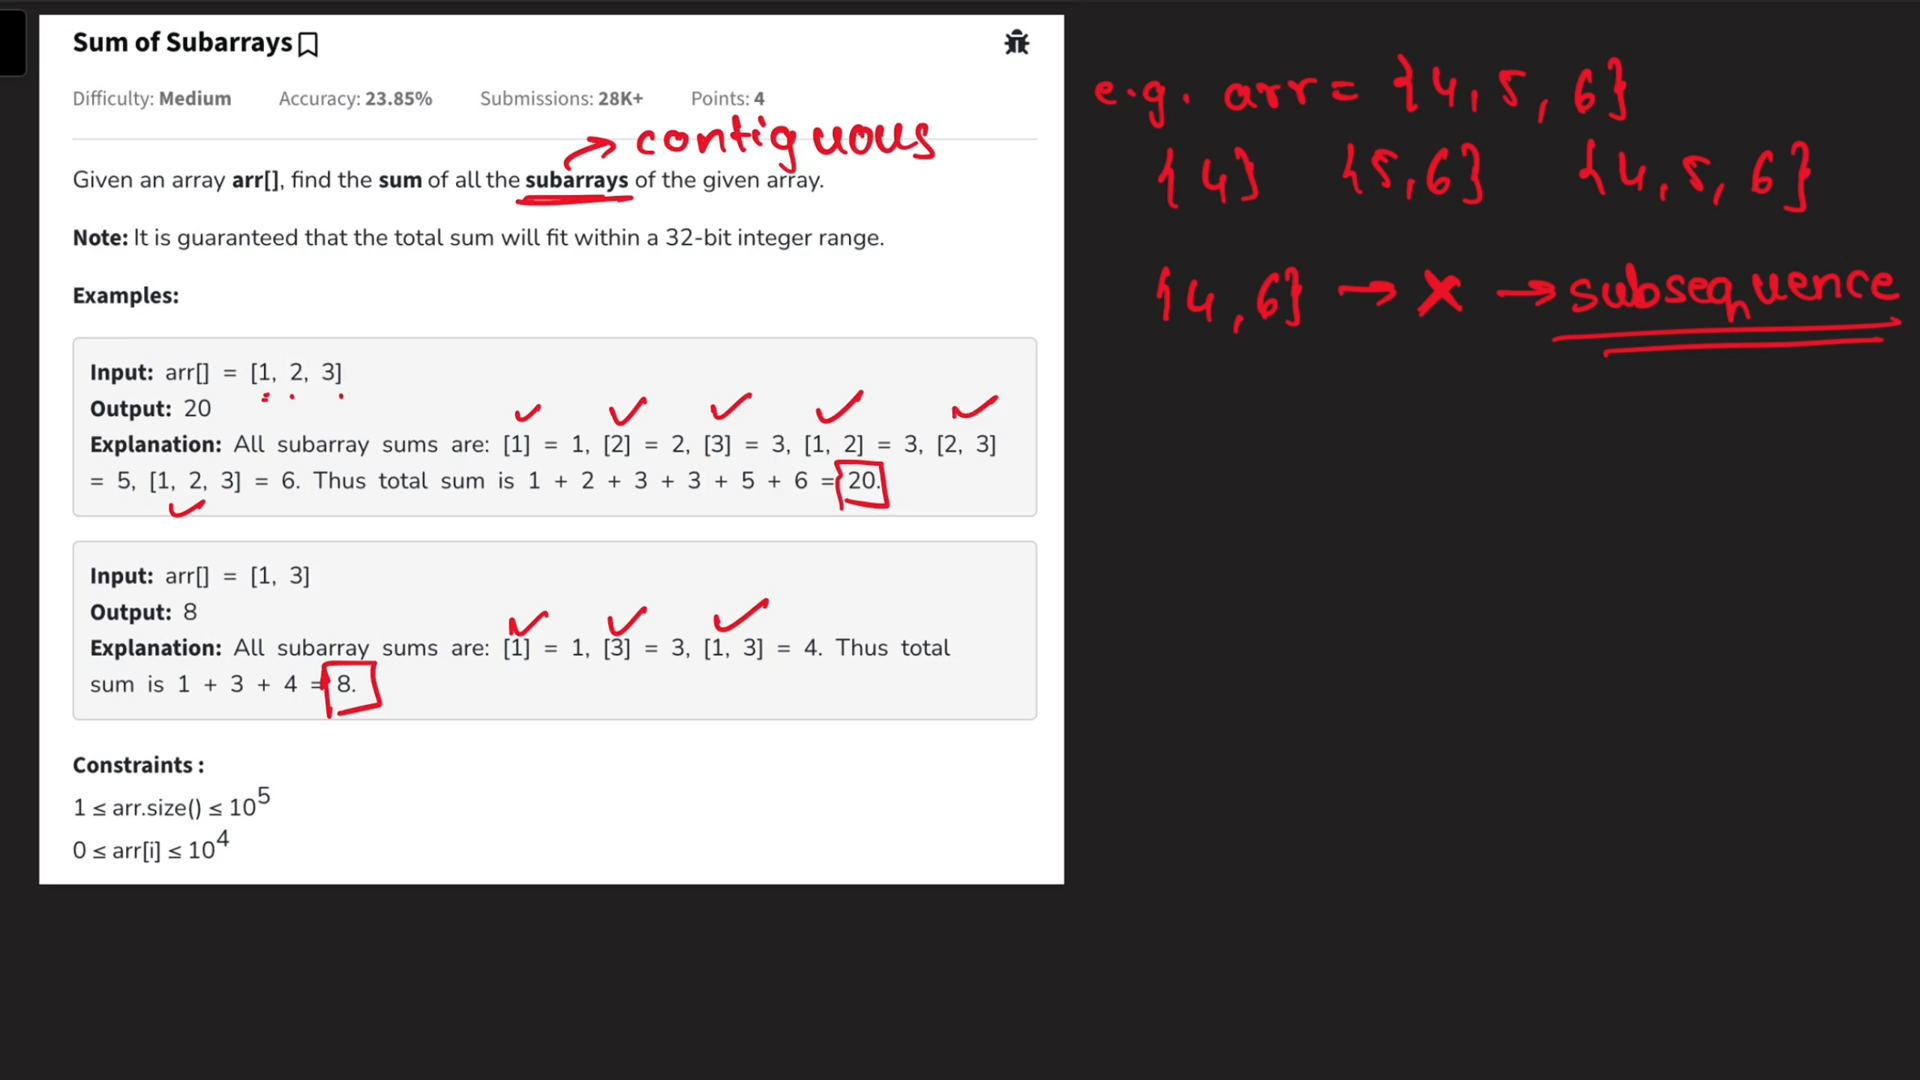 Sum of Subarrays
Difficulty: Medium Accuracy: 23.85% Submissions: 28K+ Points: 4
→ contiguous
Given an array arr[], find the sum of all the subarrays of the given array.
Note: It is guaranteed that the total sum will fit within a 32-bit integer range.
Examples:
Input: arr[] = [1, 2, 3]
Output: 20
Explanation: All subarray sums are: [1] = 1, [2] = 2, [3] = 3, [1, 2] = 3, [2, 3]
= 5, [1, 2, 3] = 6. Thus total sum is 1 + 2 + 3 + 3 + 5 + 6 = 20.
Input: arr[] = [1, 3]
Output: 8
Explanation: All subarray sums are: [1] = 1, [3] = 3, [1, 3] = 4. Thus total
sum is 1 + 3 + 4 = 8.
Constraints :
1 ≤ arr.size() ≤ 10^5
0 ≤ arr[i] ≤ 10^4
e.g. arr = {4, 5, 6}
{4} {5,6} {4, 5, 6}
{4, 6} → × → subsequence